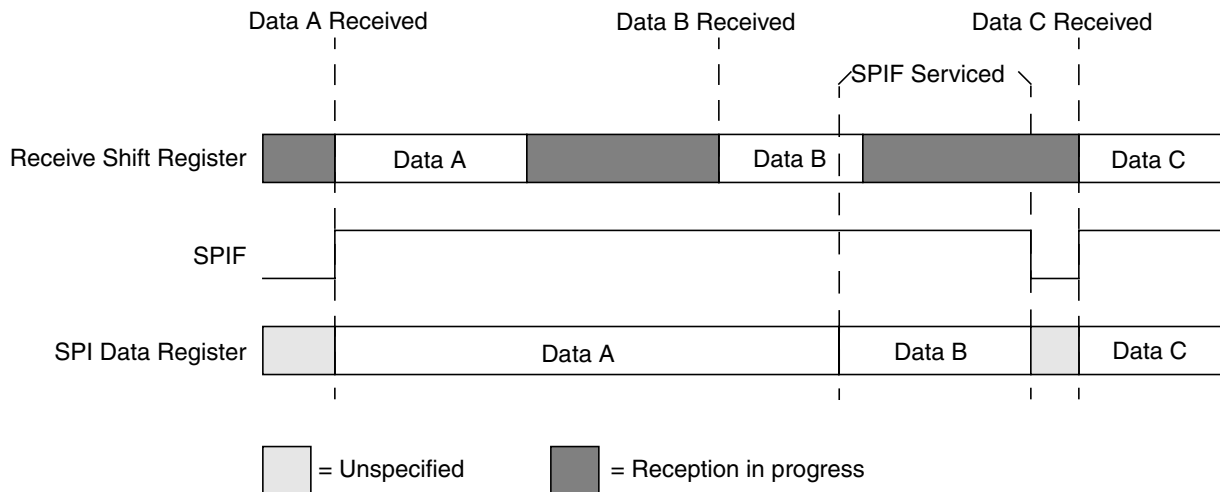 Data A Received
Data B Received
Data C Received
SPIF Serviced
Receive Shift Register
Data A
Data B
Data C
SPIF
SPI Data Register
Data A
Data B
Data C
= Unspecified
= Reception in progress